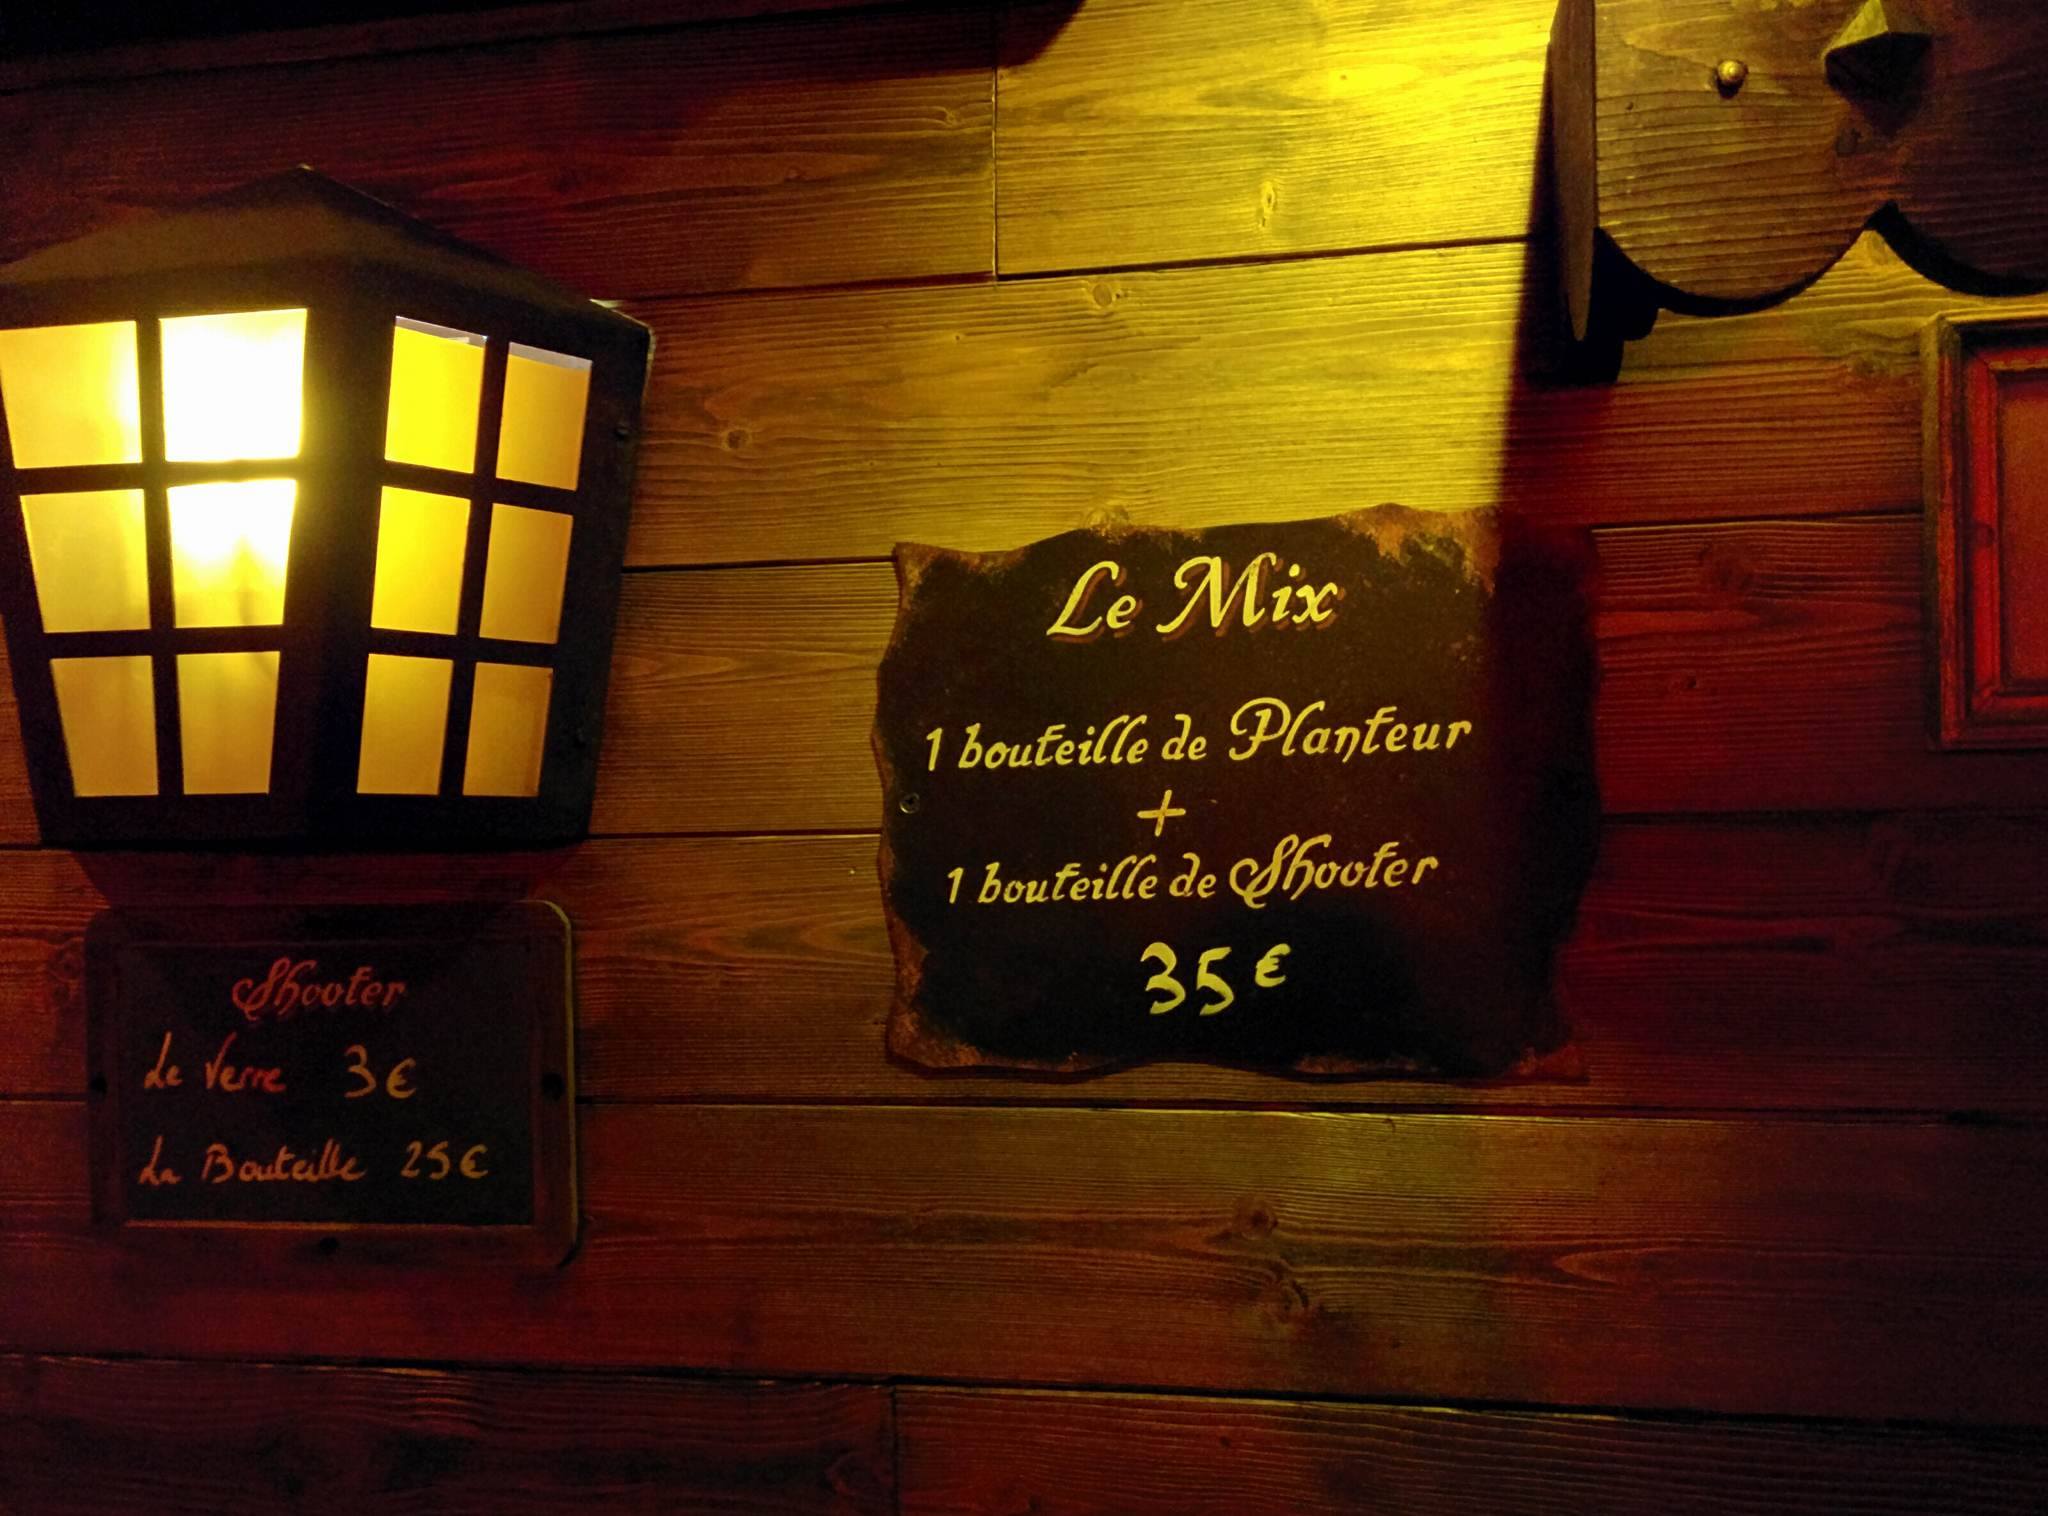 Le Mix
1 bouteille de Planteur
+
1 bouteille de Shooter
35€
Shooter
Le Verre 3€
La Bouteille 25€